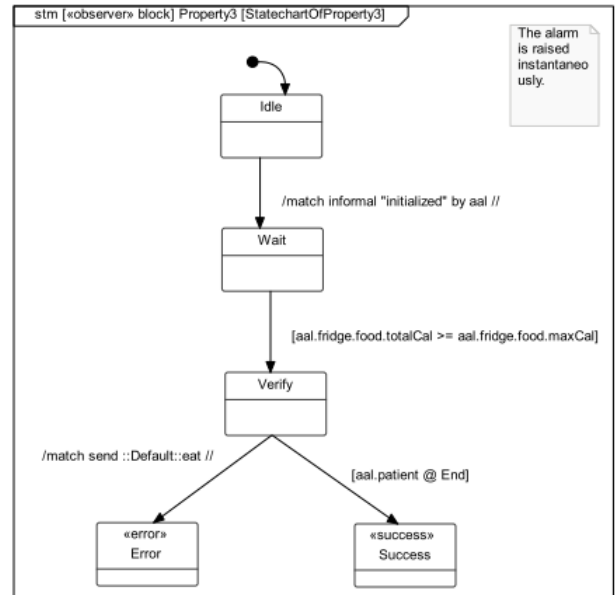 stm [«observer» block] Property3 [StatechartOfProperty3]
The alarm
is raised
instantaneo
usly.
Idle
/match informal "initialized" by aal //
Wait
[aal.fridge.food.totalCal >= aal.fridge.food.maxCal]
Verify
/match send ::Default::eat //
[aal.patient @ End]
«error»
Error
«success»
Success